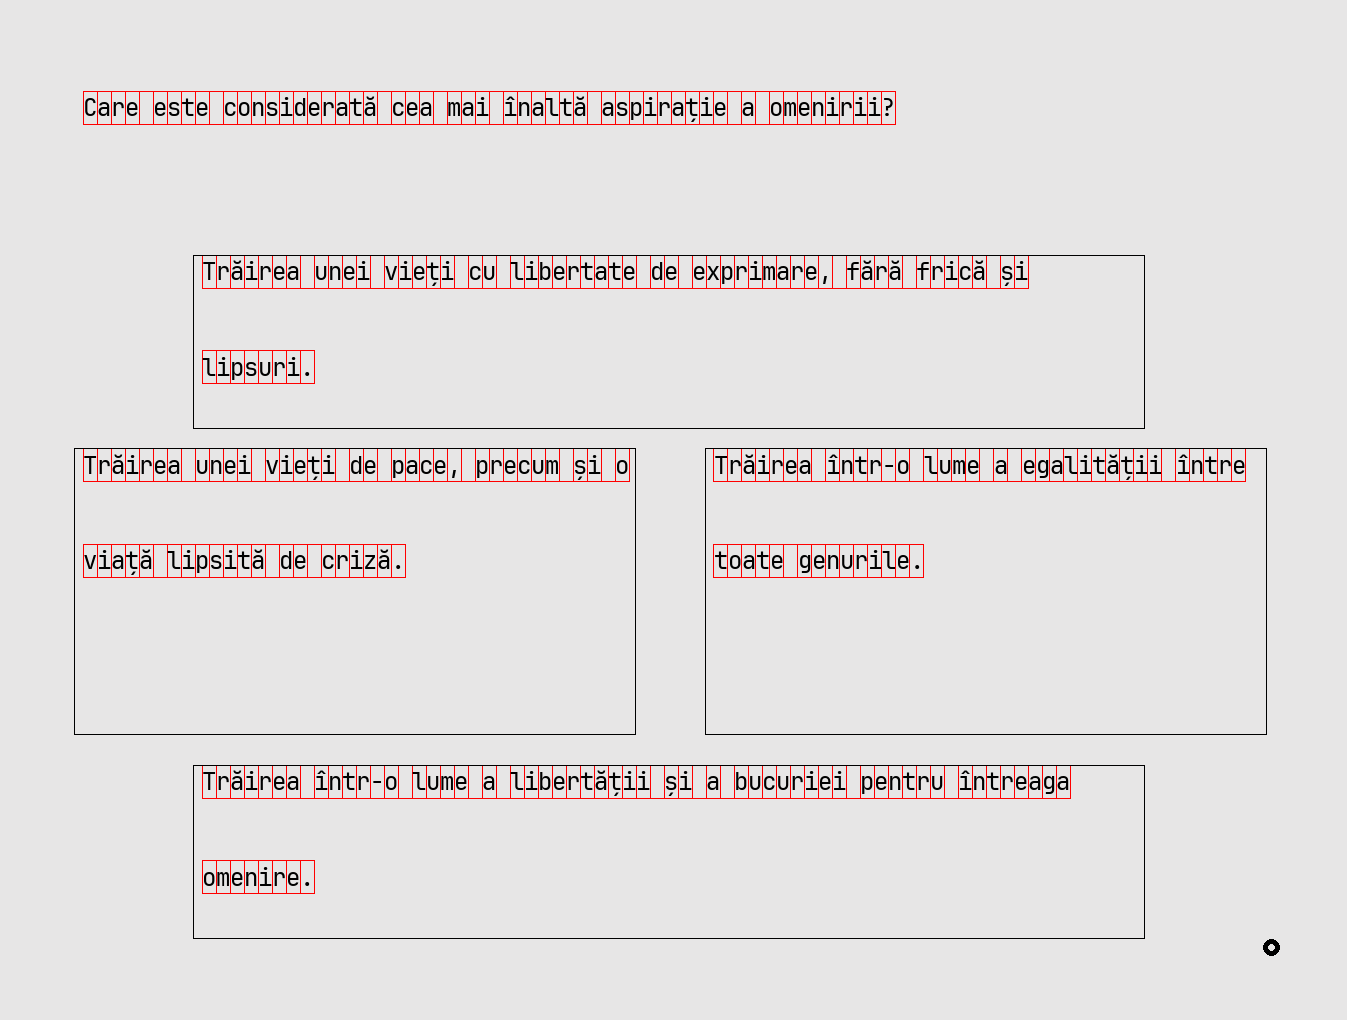 Care este considerată cea mai înaltă aspirație a omenirii?
Trăirea unei vieți cu libertate de exprimare, fără frică și
lipsuri.
Trăirea unei vieți de pace, precum și o
viață lipsită de criză.
Trăirea într-o lume a egalității între
toate genurile.
Trăirea într-o lume a libertății și a bucuriei pentru întreaga
omenire.